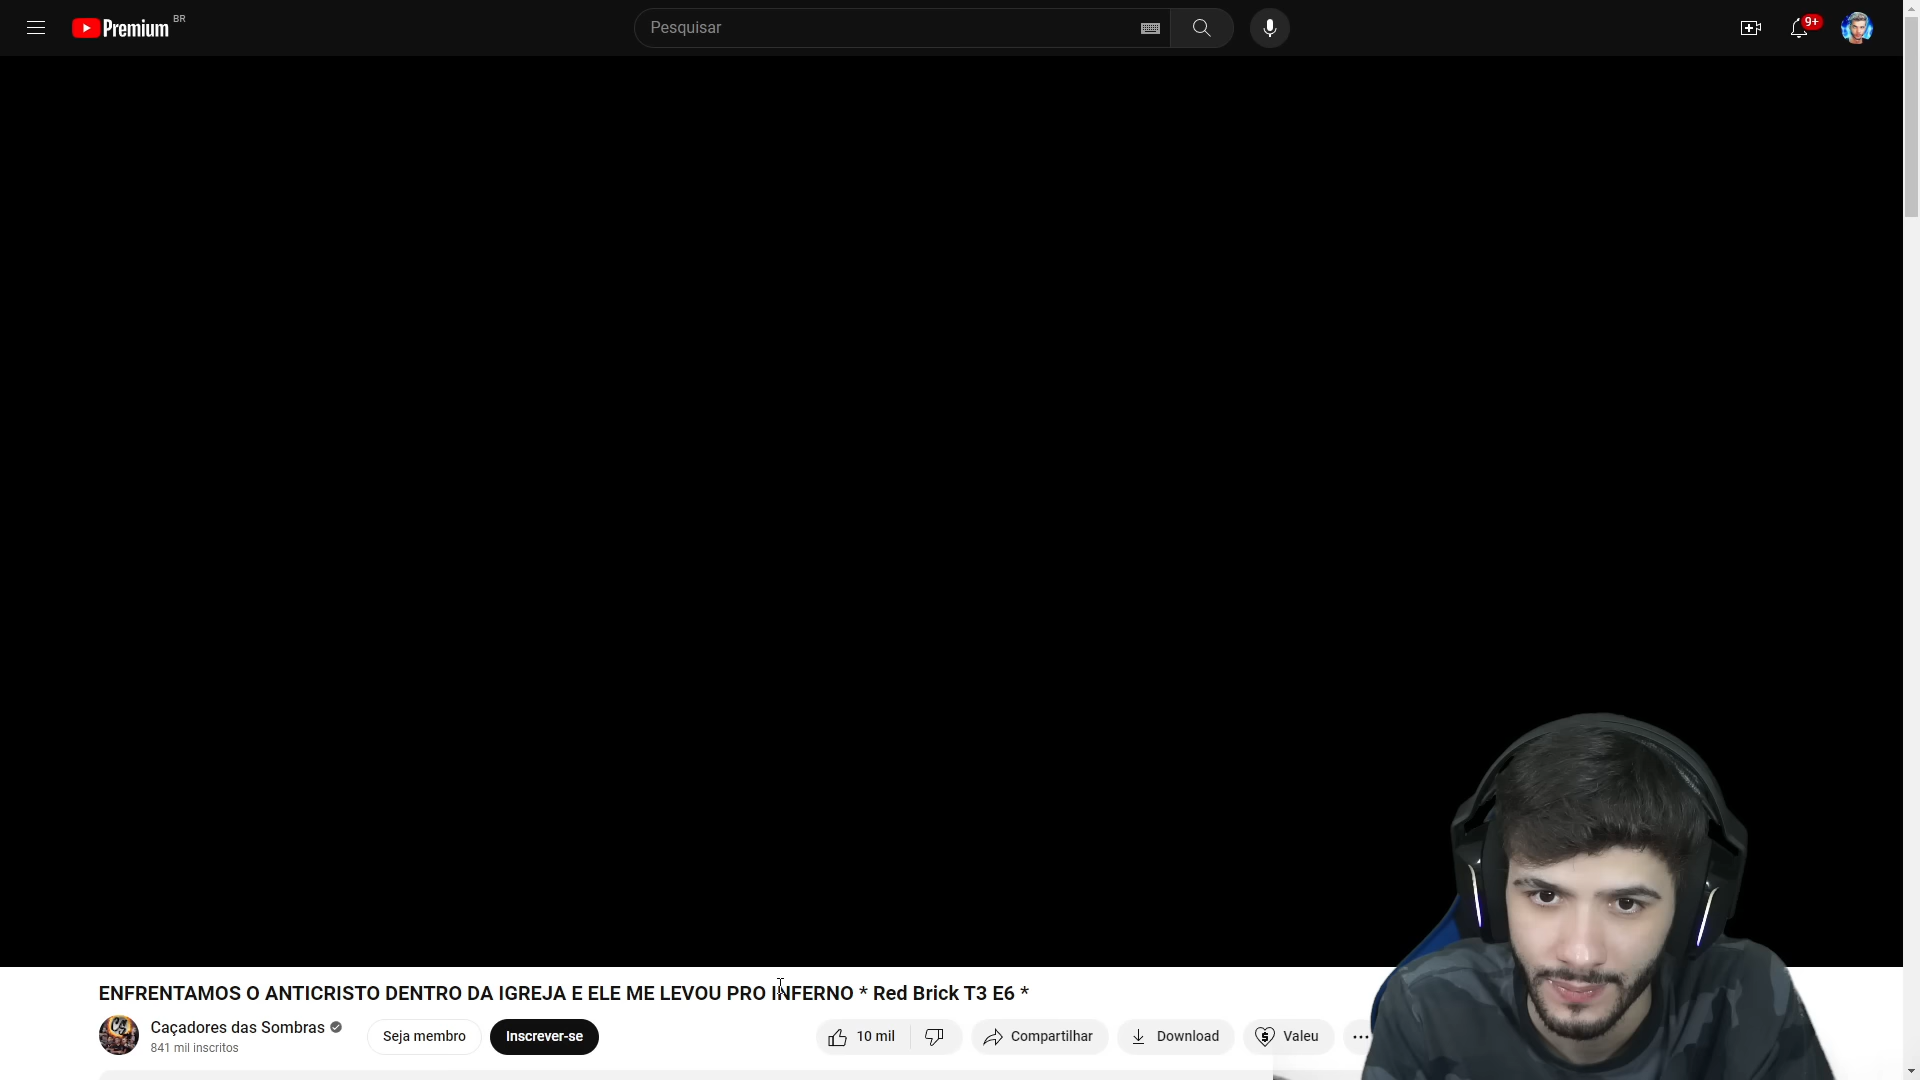 Premium BR
Pesquisar
9+
ENFRENTAMOS O ANTICRISTO DENTRO DA IGREJA E ELE ME LEVOU PRO INFERNO * Red Brick T3 E6 *
CS
Caçadores das Sombras
841 mil inscritos
Seja membro
Inscrever-se
10 mil
Compartilhar
Download
Valeu